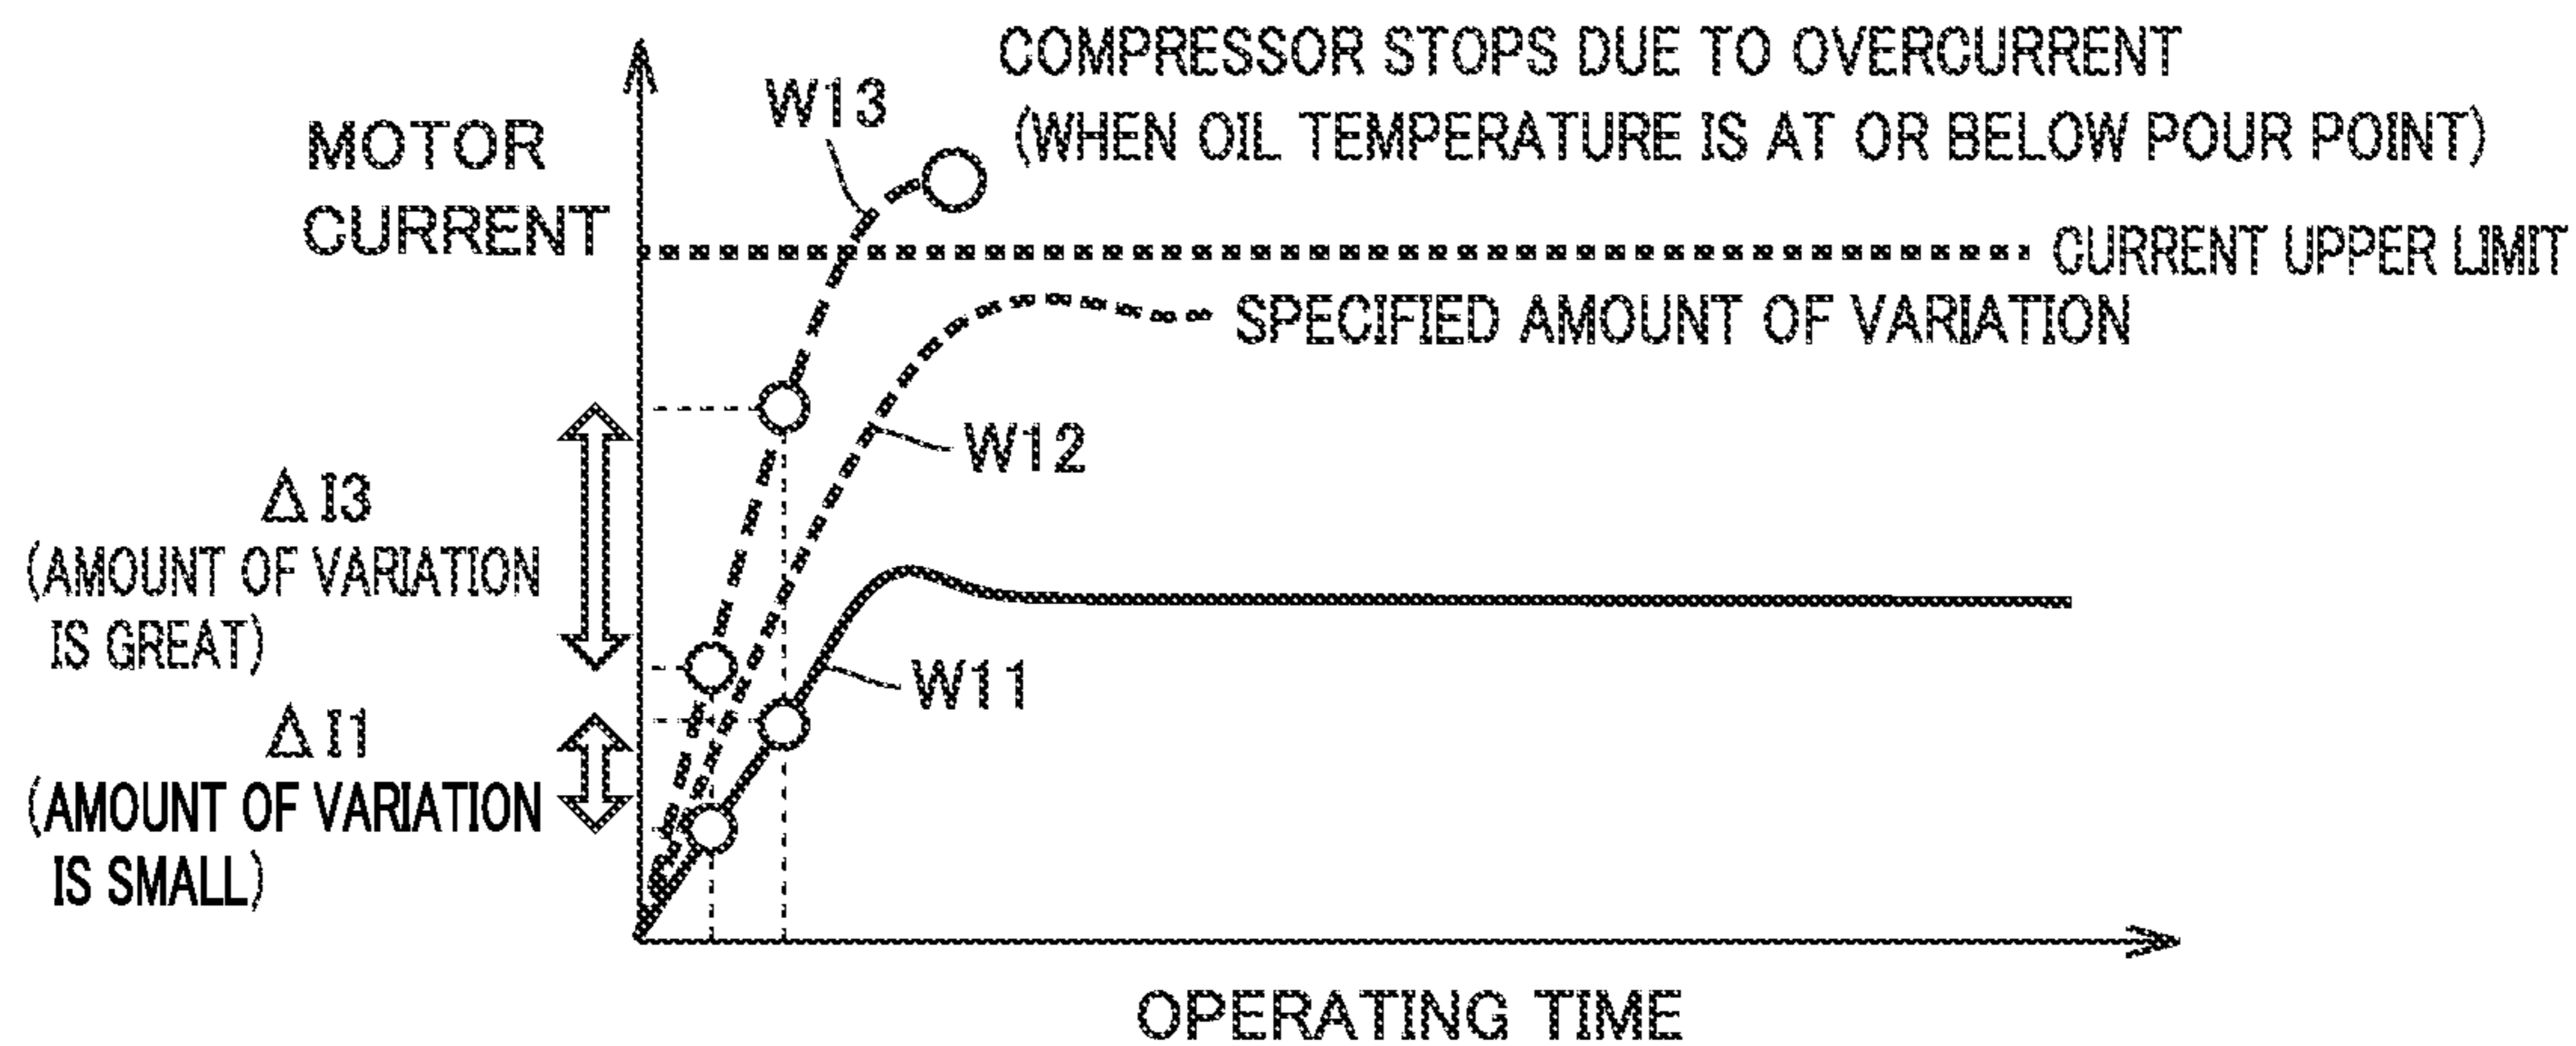 COMPRESSOR STOPS DUE TO OVERCURRENT
(WHEN OIL TEMPERATURE IS AT OR BELOW POUR POINT)
W13
MOTOR
CURRENT
CURRENT UPPER LIMIT
SPECIFIED AMOUNT OF VARIATION
W12
Δ I3
(AMOUNT OF VARIATION
IS GREAT)
W11
Δ I1
(AMOUNT OF VARIATION
IS SMALL)
OPERATING TIME